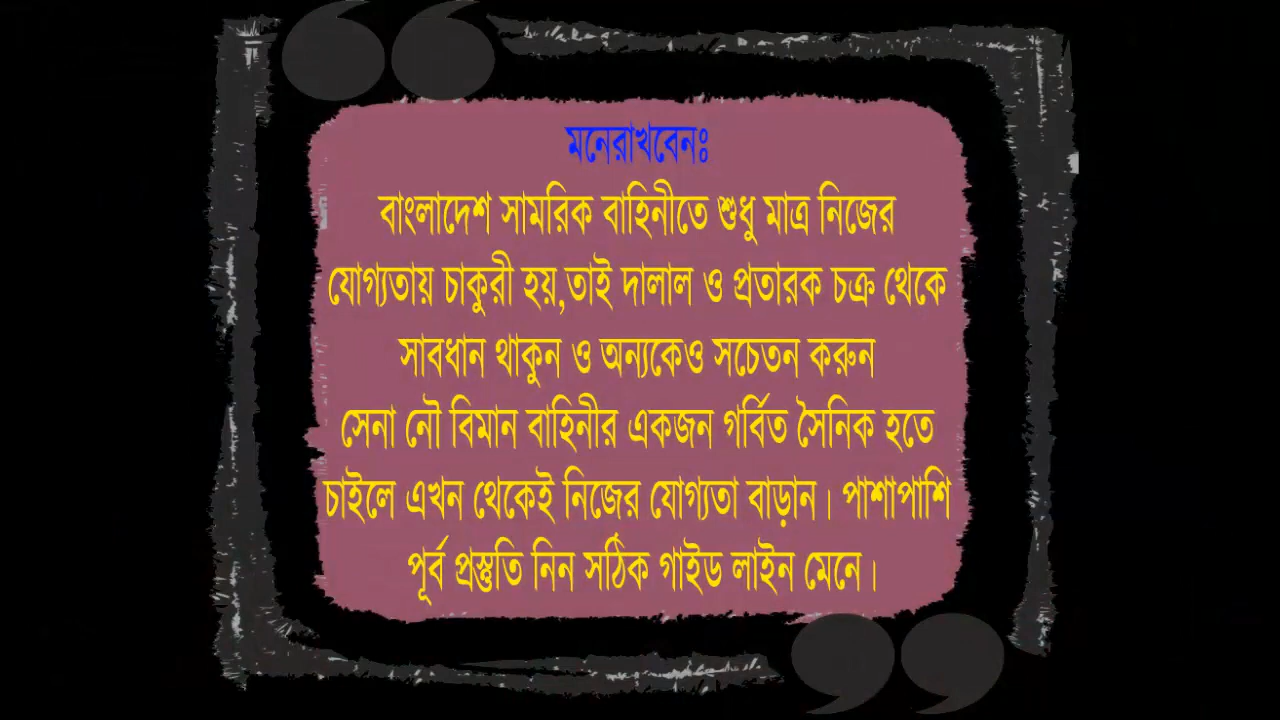 মনেরাখবেনঃ
বাংলাদেশ সামরিক বাহিনীতে শুধু মাত্র নিজের
যোগ্যতায় চাকুরী হয়,তাই দালাল ও প্রতারক চক্র থেকে
সাবধান থাকুন ও অন্যকেও সচেতন করুন
সেনা নৌ বিমান বাহিনীর একজন গর্বিত সৈনিক হতে
চাইলে এখন থেকেই নিজের যোগ্যতা বাড়ান। পাশাপাশি
পূর্ব প্রস্তুতি নিন সঠিক গাইড লাইন মেনে।